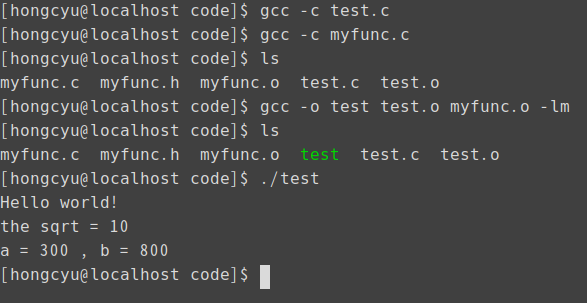 [hongcyu@localhost code]$ gcc -c test.c
[hongcyu@localhost code]$ gcc -c myfunc.c
[hongcyu@localhost code]$ ls
myfunc.c  myfunc.h  myfunc.o  test.c  test.o
[hongcyu@localhost code]$ gcc -o test test.o myfunc.o -lm
[hongcyu@localhost code]$ ls
myfunc.c  myfunc.h  myfunc.o  test  test.c  test.o
[hongcyu@localhost code]$ ./test
Hello world!
the sqrt = 10
a = 300 , b = 800
[hongcyu@localhost code]$